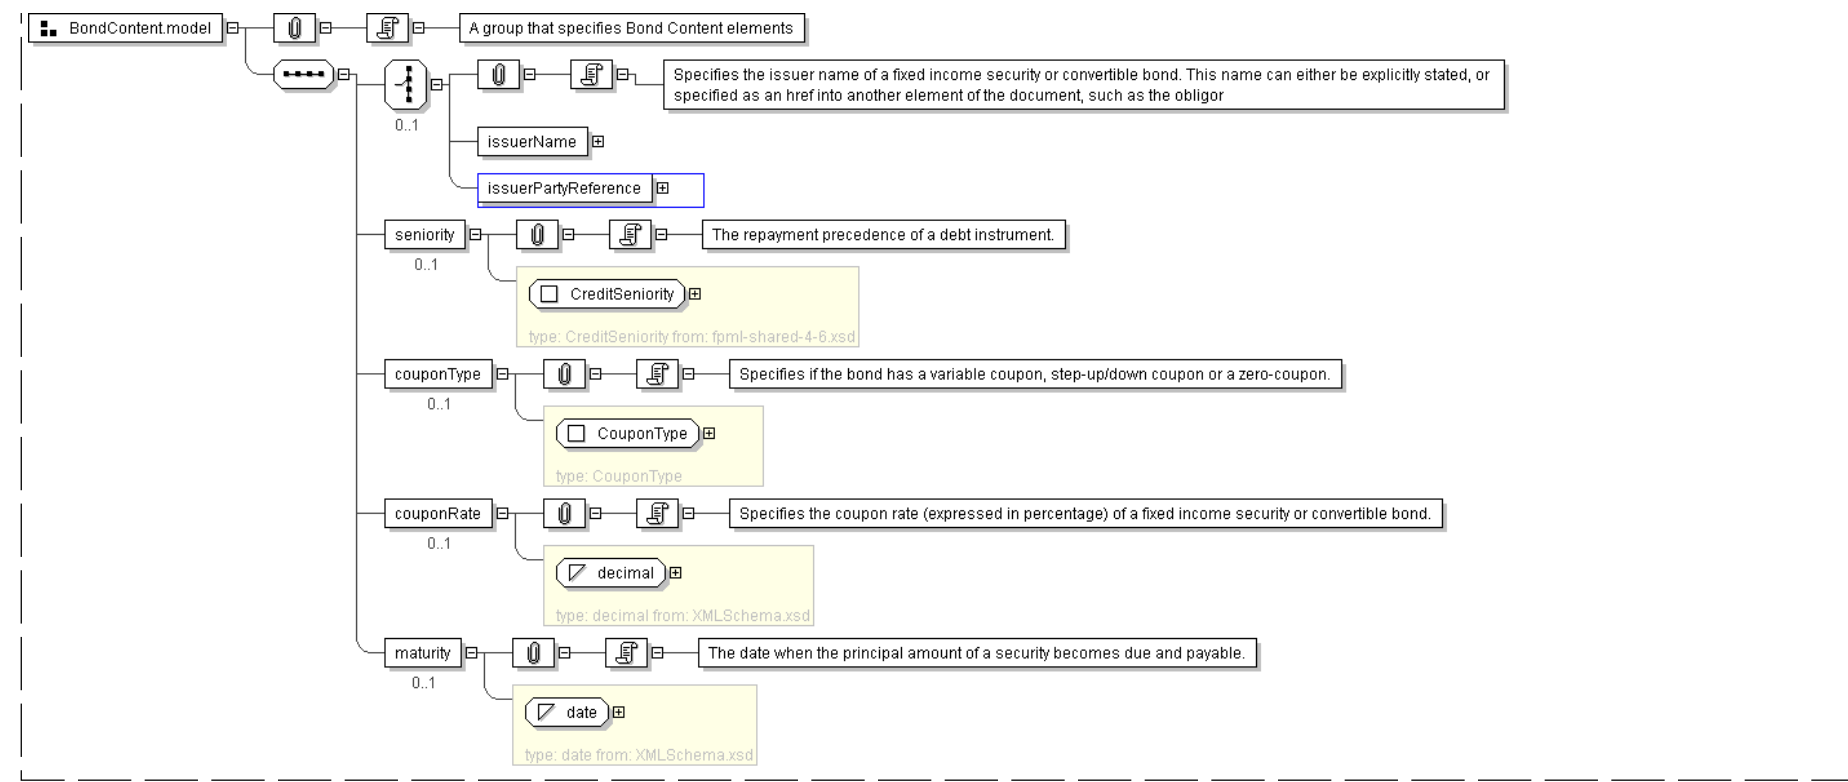 BondContent.model
A group that specifies Bond Content elements
Specifies the issuer name of a fixed income security or convertible bond. This name can either be explicitly stated, or
specified as an href into another element of the document, such as the obligor
0..1
issuerName
issuerPartyReference
seniority
The repayment precedence of a debt instrument.
0..1
CreditSeniority
type: CreditSeniority from: fpml-shared-4-6.xsd
couponType
Specifies if the bond has a variable coupon, step-up/down coupon or a zero-coupon.
0..1
CouponType
type: CouponType
couponRate
Specifies the coupon rate (expressed in percentage) of a fixed income security or convertible bond.
0..1
decimal
type: decimal from: XMLSchema.xsd
maturity
The date when the principal amount of a security becomes due and payable.
0..1
date
type: date from: XMLSchema.xsd